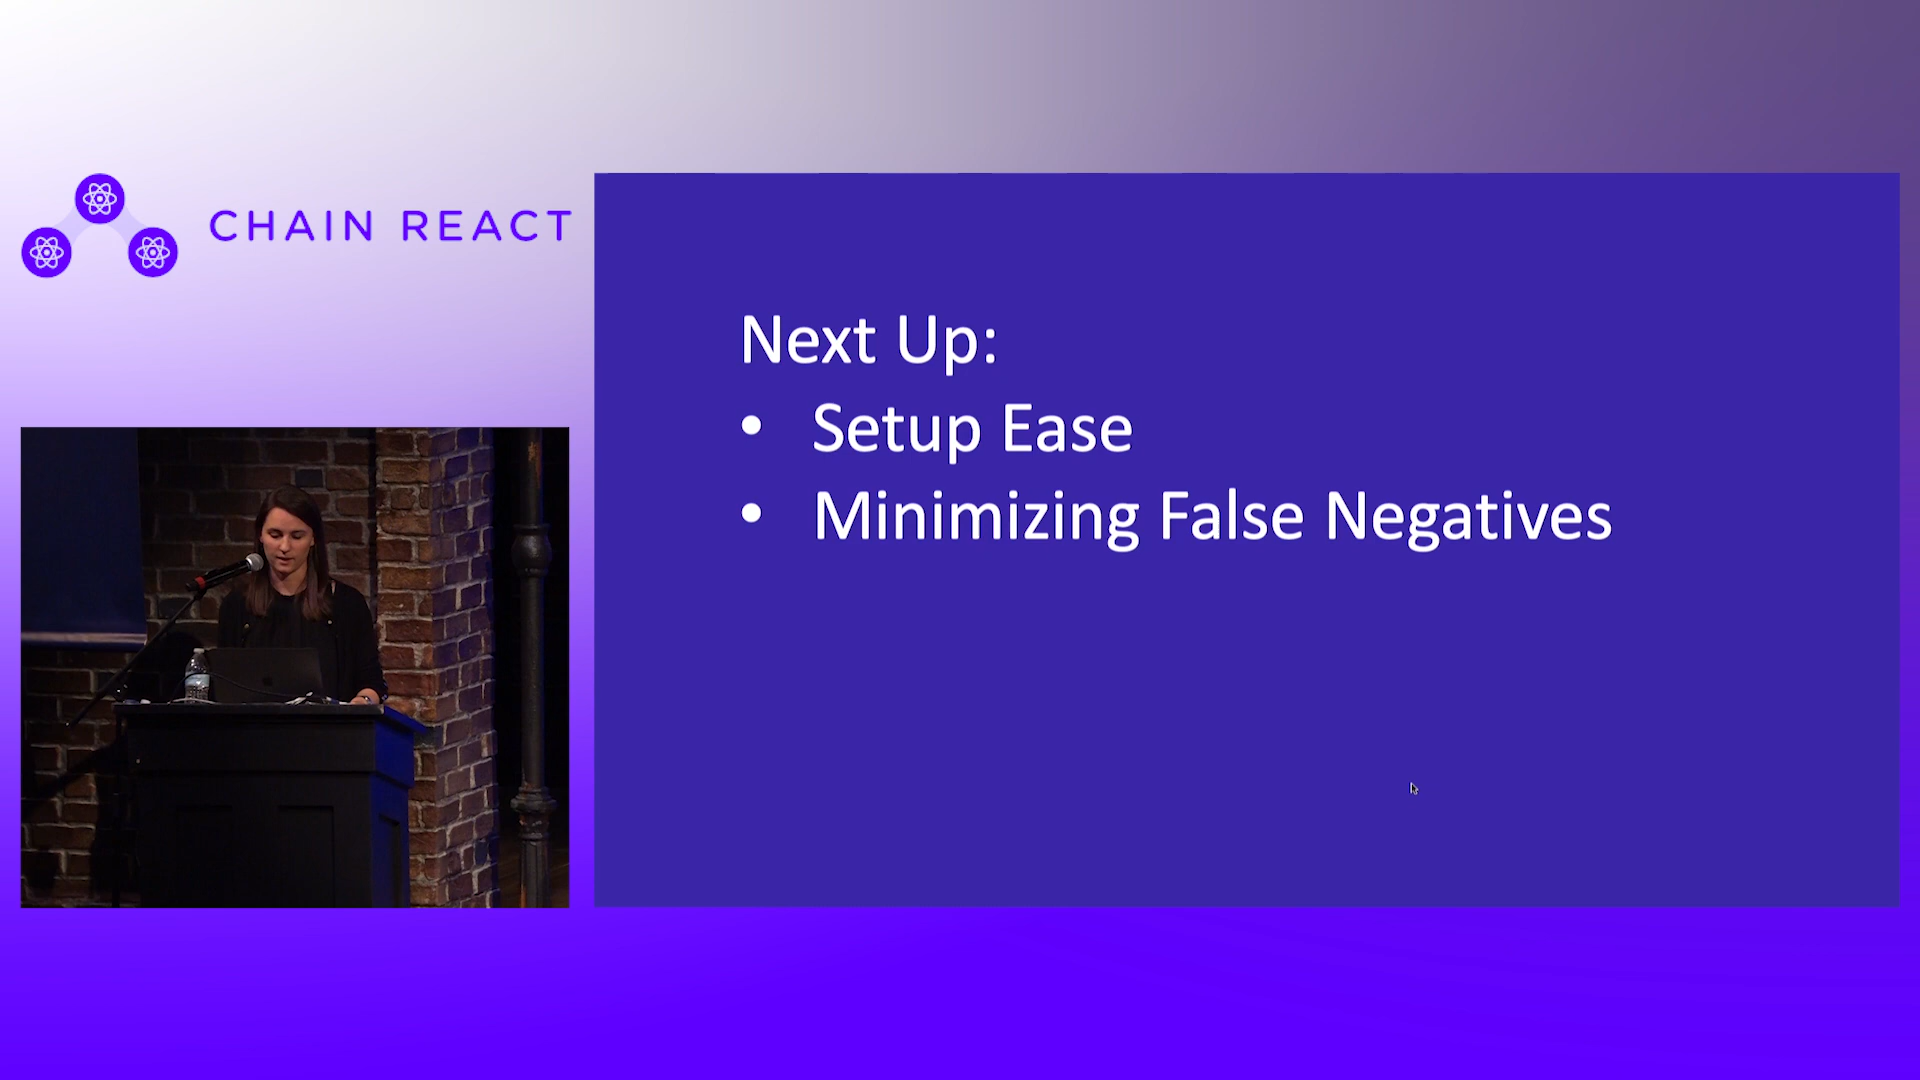 CHAIN REACT
Next Up:
• Setup Ease
• Minimizing False Negatives